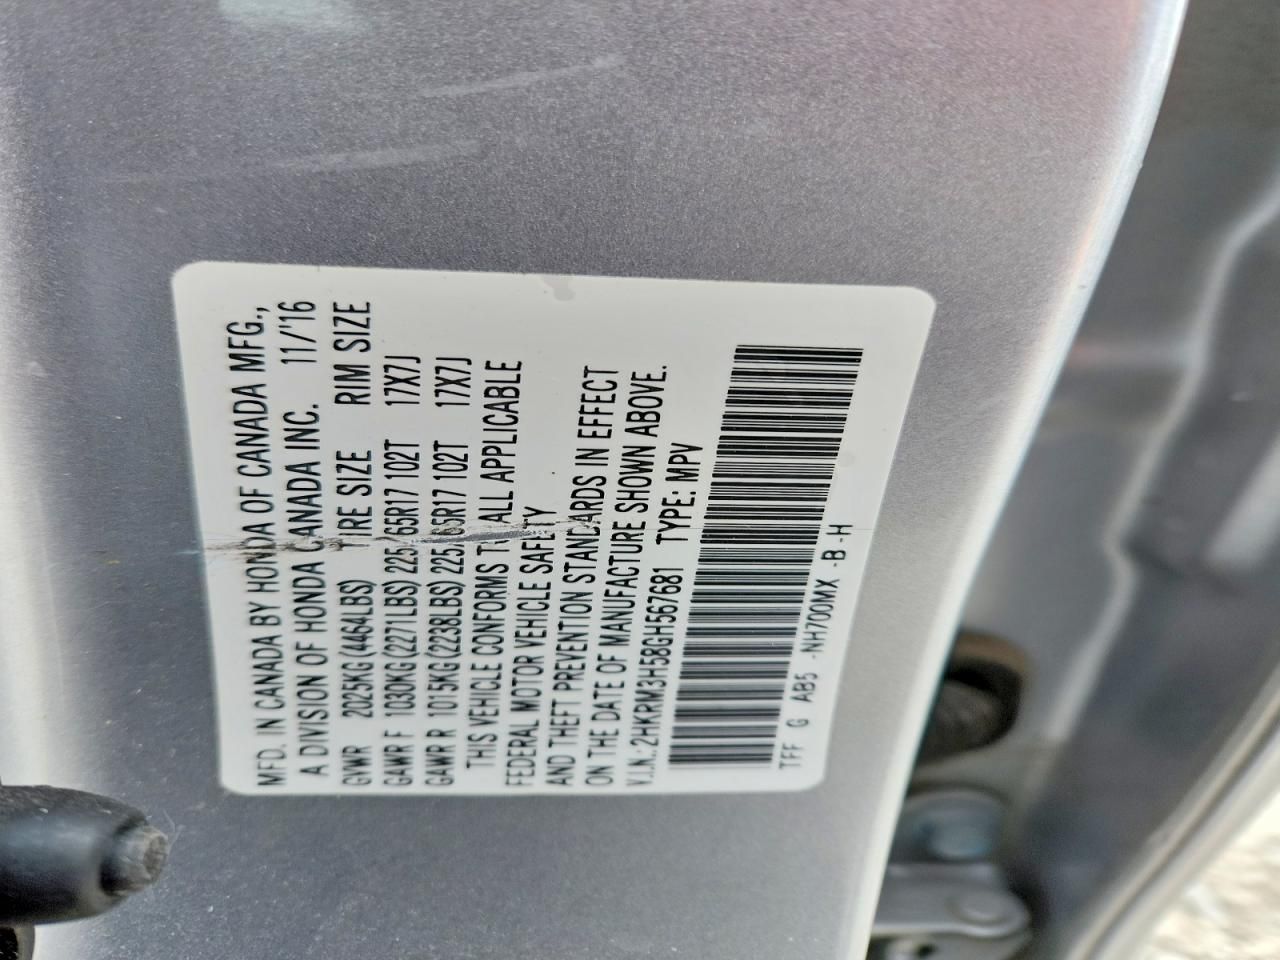 MFD. IN CANADA BY HONDA OF CANADA MFG.,
A DIVISION OF HONDA CANADA INC. 11/'16
GVWR 2025KG (4464LBS) TIRE SIZE RIM SIZE
GAWR F 1030KG (2271LBS) 225/65R17 102T 17X7J
GAWR R 1015KG (2238LBS) 225/65R17 102T 17X7J
THIS VEHICLE CONFORMS TO ALL APPLICABLE
FEDERAL MOTOR VEHICLE SAFETY
AND THEFT PREVENTION STANDARDS IN EFFECT
ON THE DATE OF MANUFACTURE SHOWN ABOVE.
V.I.N.: 2HKRW3H58GH567681 TYPE: MPV
TFF G AB5 -NH700MX -B-H